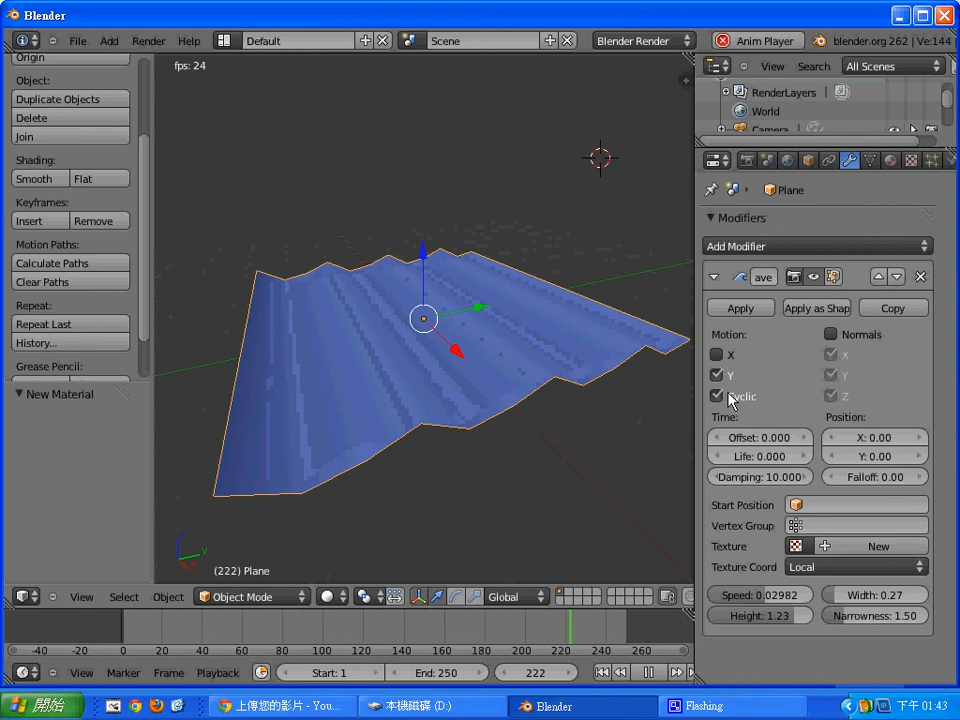 Blender
File Add Render Help Default Scene Blender Render Anim Player blender.org 262 | Ve:144
fps: 24
View Search All Scenes
RenderLayers
World
Camera
Origin
Object:
Duplicate Objects
Delete
Join
Shading:
Smooth Flat
Keyframes:
Insert Remove
Motion Paths:
Calculate Paths
Clear Paths
Repeat:
Repeat Last
History...
Grease Pencil:
New Material
(222) Plane
Plane
Modifiers
Add Modifier
ave
Apply Apply as Shap Copy
Motion: Normals
X X
Y Y
Cyclic Z
Time: Position:
Offset: 0.000 X: 0.00
Life: 0.000 Y: 0.00
Damping: 10.000 Falloff: 0.00
Start Position
Vertex Group
Texture New
Texture Coord Local
Speed: 0.02982 Width: 0.27
Height: 1.23 Narrowness: 1.50
z y
View Select Object Object Mode Global
-40 -20 0 20 40 60 80 100 120 140 160 180 200 220 240 260
View Marker Frame Playback Start: 1 End: 250 222
開始 上傳您的影片 - You... 本機磁碟 (D:) Blender Flashing 下午 01:43